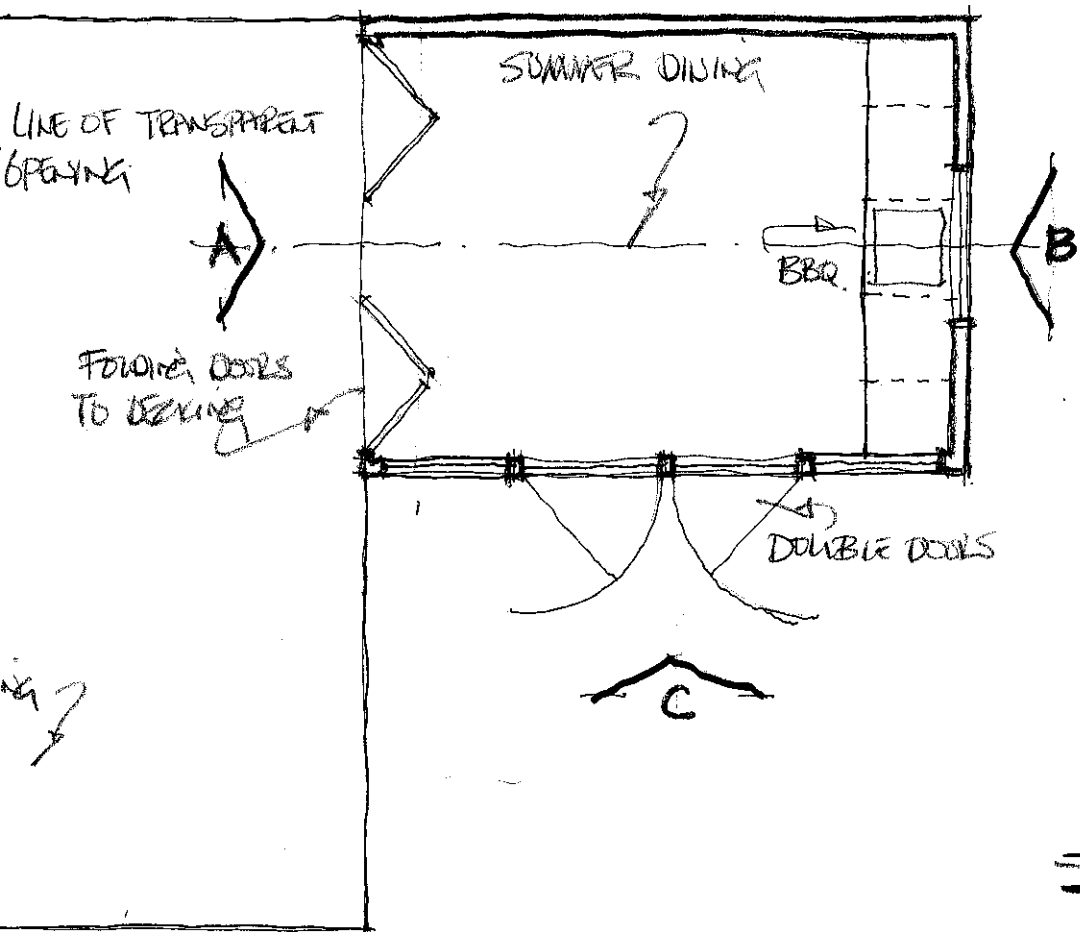 SUMMER DINING
LINE OF TRANSPARENT
OPENING
A
BBQ.
B
FOLDING DOORS
TO DECKING
DOUBLE DOORS
C